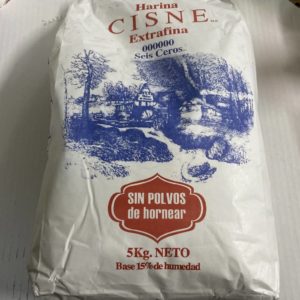 Harina
CISNE
Extrafina
000000
Seis Ceros
SIN POLVOS
de hornear
5Kg. NETO
Base 15% de humedad